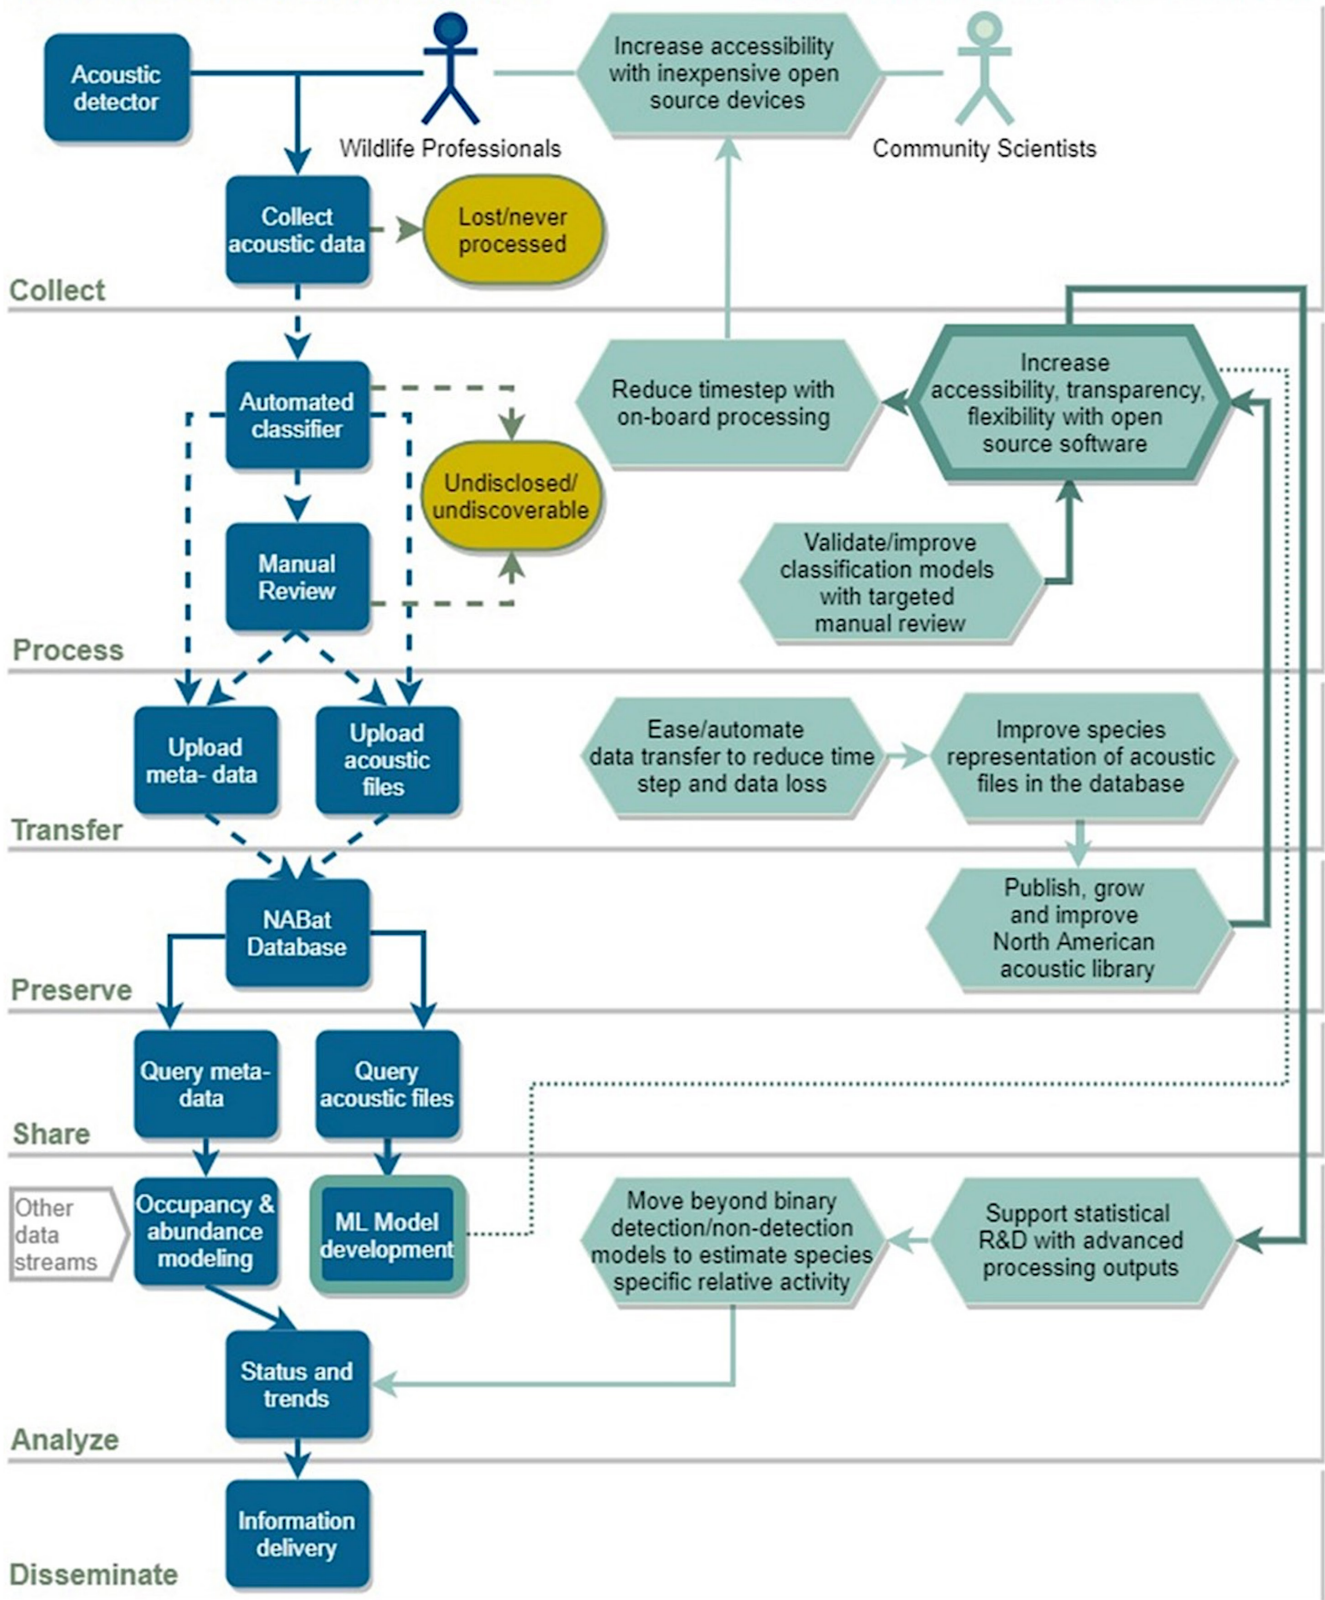 Acoustic
detector
Wildlife Professionals
Increase accessibility
with inexpensive open
source devices
Community Scientists
Collect
acoustic data
Lost/never
processed
Collect
Automated
classifier
Reduce timestep with
on-board processing
Increase
accessibility, transparency,
flexibility with open
source software
Undisclosed/
undiscoverable
Manual
Review
Validate/improve
classification models
with targeted
manual review
Process
Upload
meta- data
Upload
acoustic
files
Ease/automate
data transfer to reduce time
step and data loss
Improve species
representation of acoustic
files in the database
Transfer
NABat
Database
Publish, grow
and improve
North American
acoustic library
Preserve
Query meta-
data
Query
acoustic files
Share
Other
data
streams
Occupancy &
abundance
modeling
ML Model
development
Move beyond binary
detection/non-detection
models to estimate species
specific relative activity
Support statistical
R&D with advanced
processing outputs
Status and
trends
Analyze
Information
delivery
Disseminate